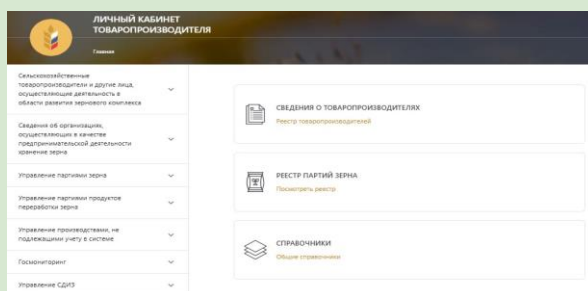 ЛИЧНЫЙ КАБИНЕТ
ТОВАРОПРОИЗВОДИТЕЛЯ
Главная
Сельскохозяйственные
товаропроизводители и другие лица,
осуществляющие деятельность в
области развития зернового комплекса
Сведения об организациях,
осуществляющих в качестве
предпринимательской деятельности
хранение зерна
Управление партиями зерна
Управление партиями продуктов
переработки зерна
Управление производствами, не
подлежащими учету в системе
Госмониторинг
Управление СДИЗ
СВЕДЕНИЯ О ТОВАРОПРОИЗВОДИТЕЛЯХ
Реестр товаропроизводителей
РЕЕСТР ПАРТИЙ ЗЕРНА
Посмотреть реестр
СПРАВОЧНИКИ
Общие справочники